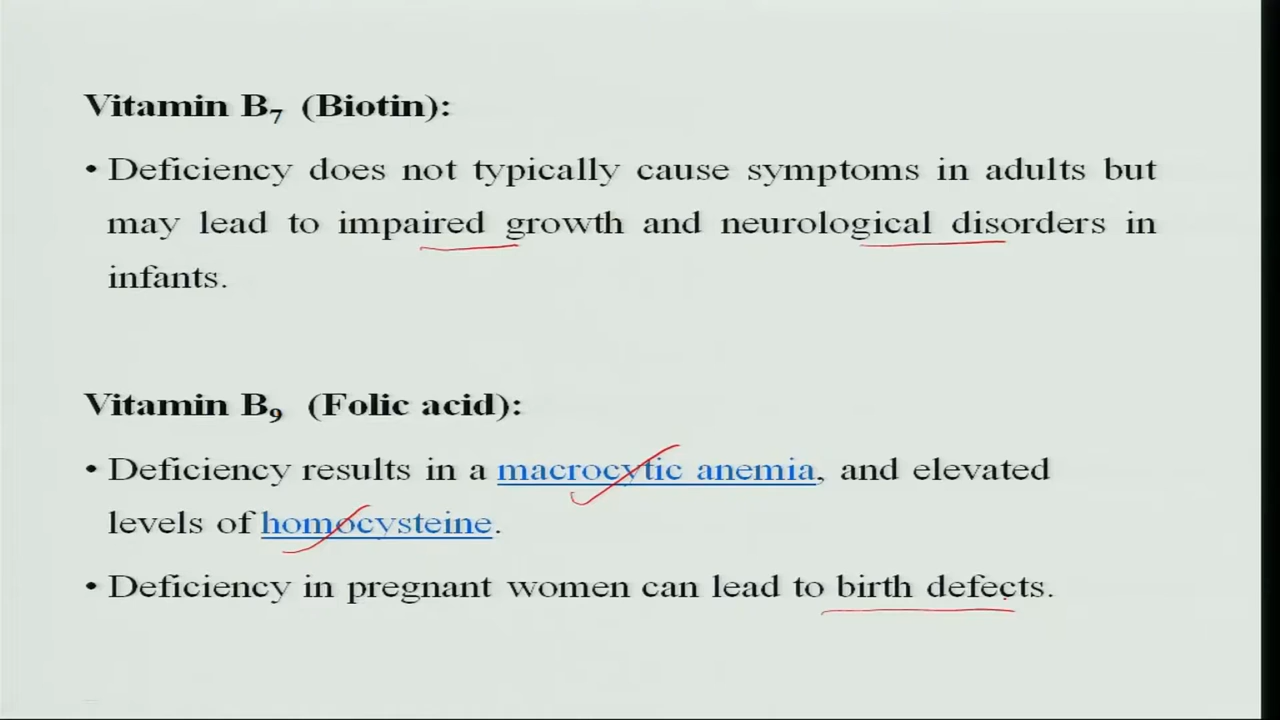 Vitamin B₇ (Biotin):
• Deficiency does not typically cause symptoms in adults but
may lead to impaired growth and neurological disorders in
infants.
Vitamin B₉ (Folic acid):
• Deficiency results in a macrocytic anemia, and elevated
levels of homocysteine.
• Deficiency in pregnant women can lead to birth defects.